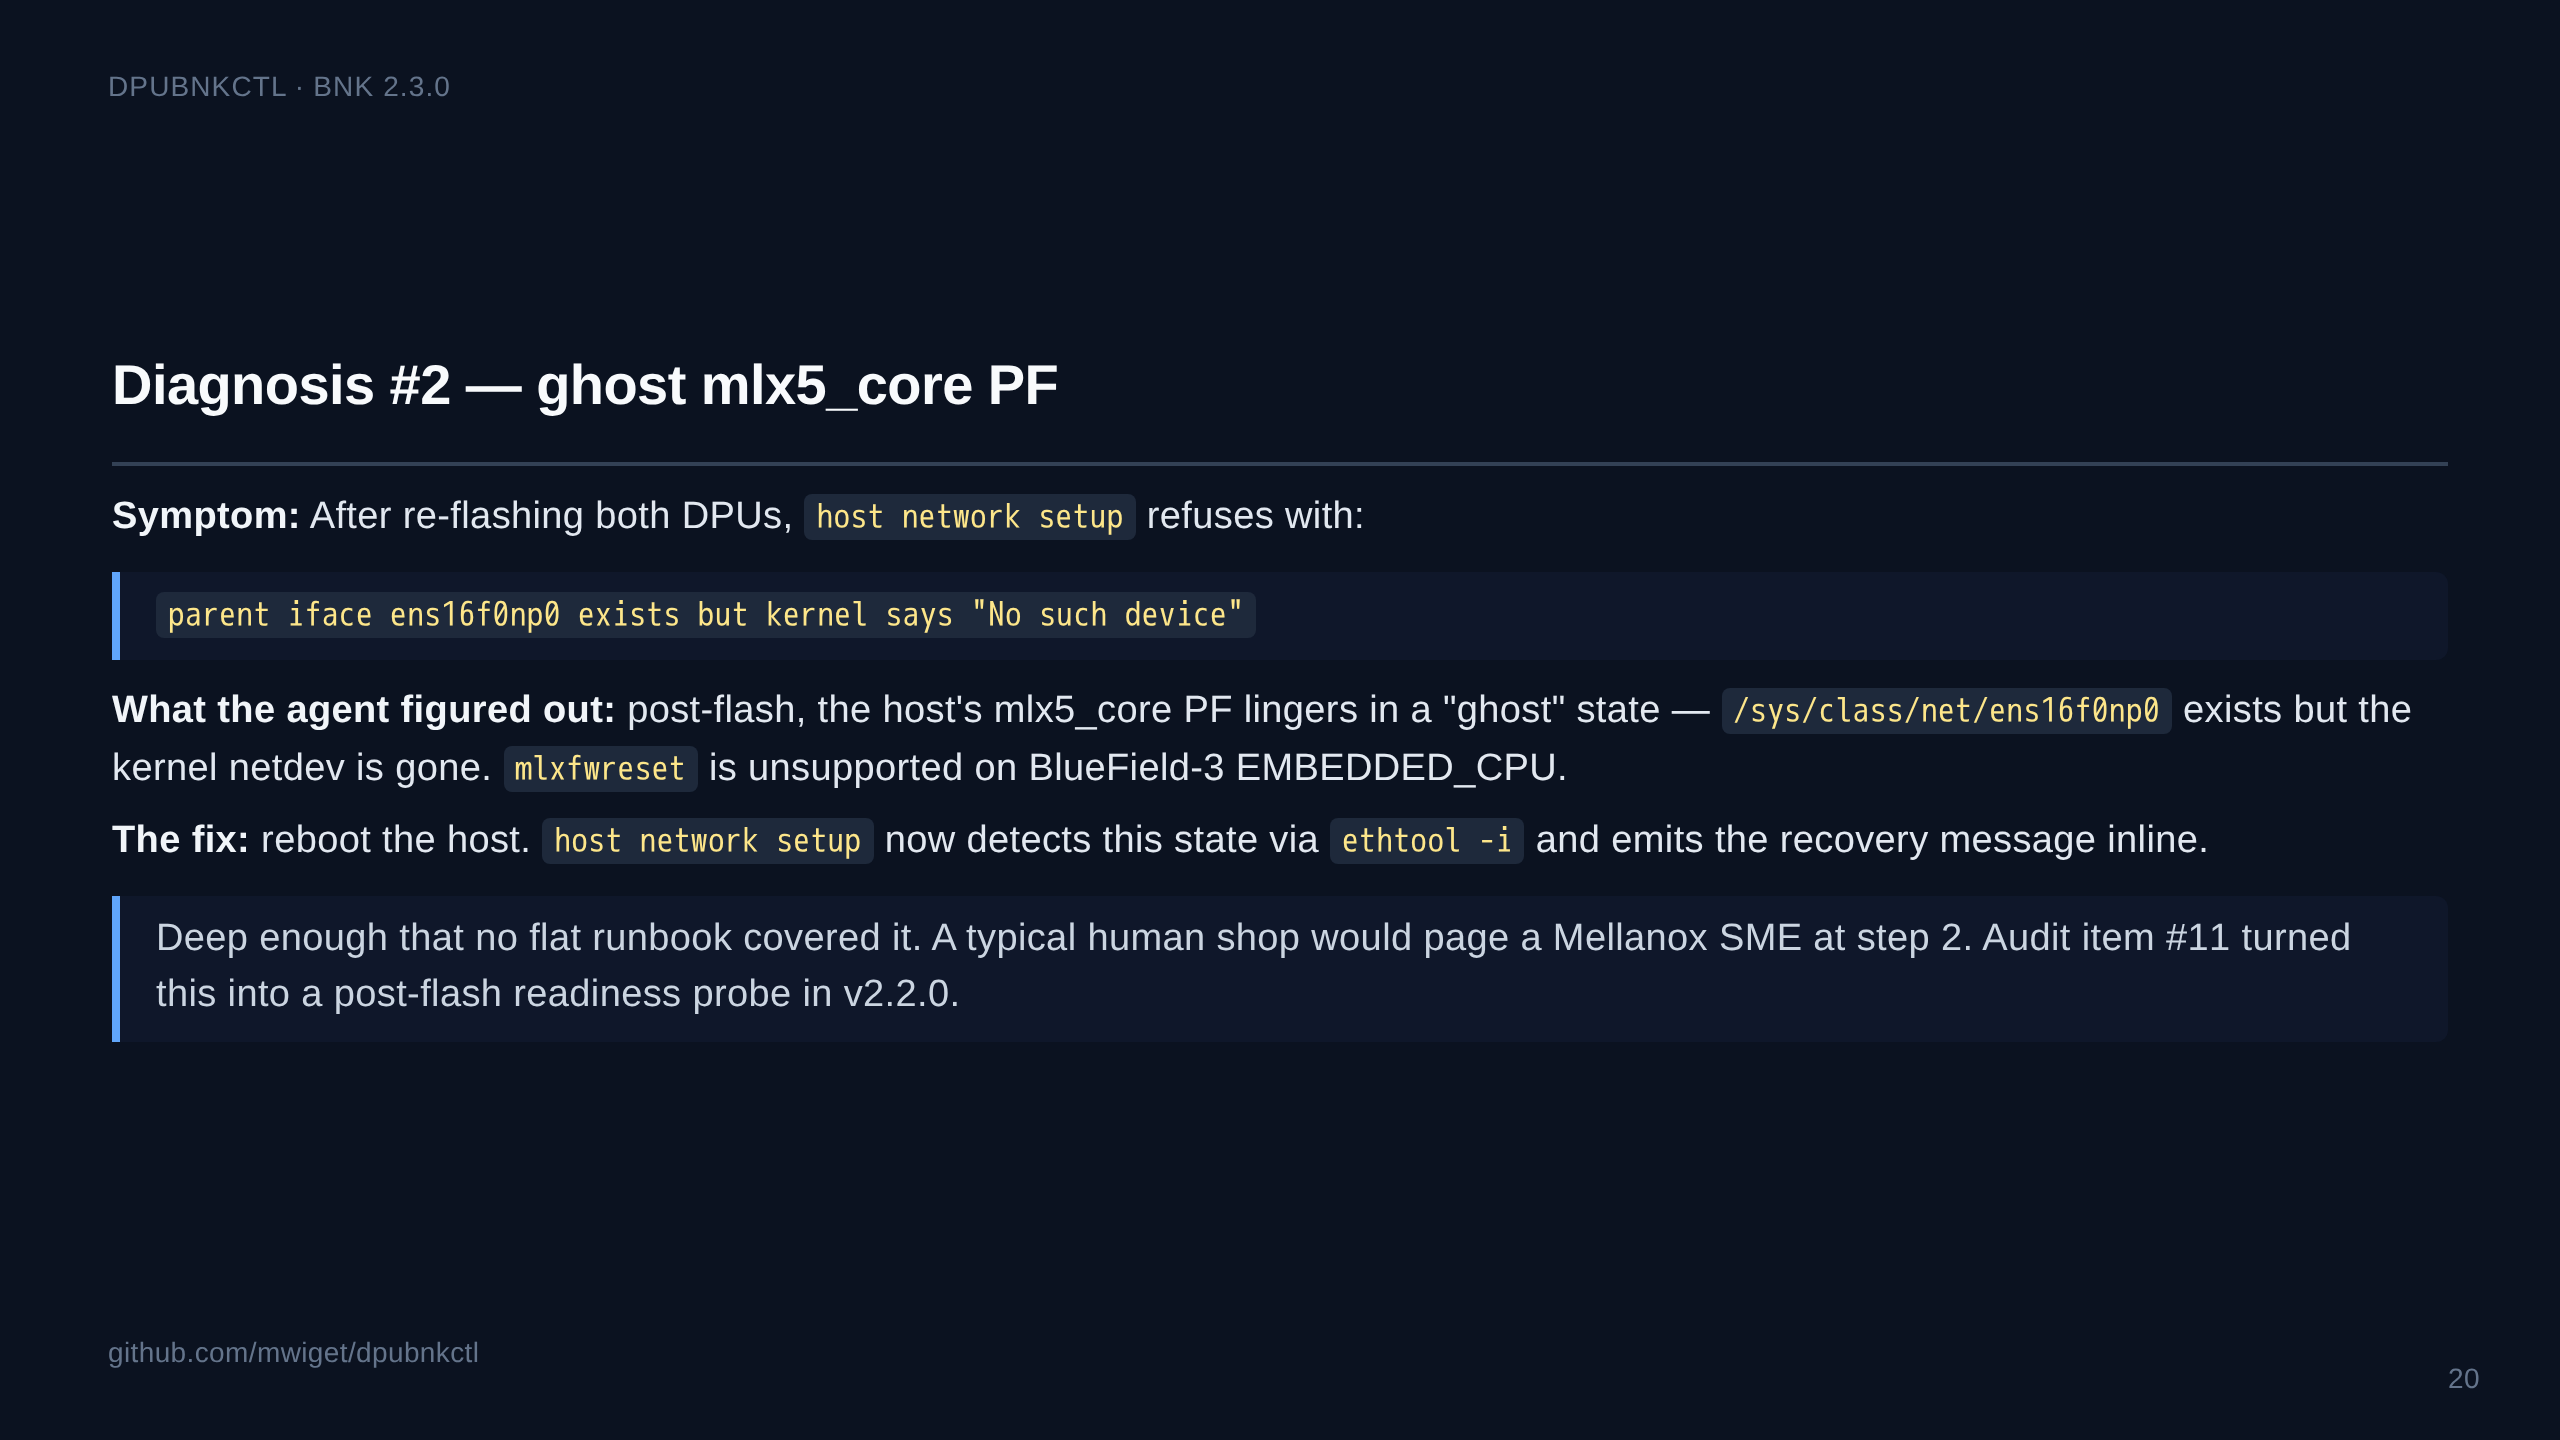 DPUBNKCTL · BNK 2.3.0
Diagnosis #2 — ghost mlx5_core PF
Symptom: After re-flashing both DPUs, host network setup refuses with:
parent iface ens16f0np0 exists but kernel says "No such device"
What the agent figured out: post-flash, the host's mlx5_core PF lingers in a "ghost" state — /sys/class/net/ens16f0np0 exists but the
kernel netdev is gone. mlxfwreset is unsupported on BlueField-3 EMBEDDED_CPU.
The fix: reboot the host. host network setup now detects this state via ethtool -i and emits the recovery message inline.
Deep enough that no flat runbook covered it. A typical human shop would page a Mellanox SME at step 2. Audit item #11 turned
this into a post-flash readiness probe in v2.2.0.
github.com/mwiget/dpubnkctl
20